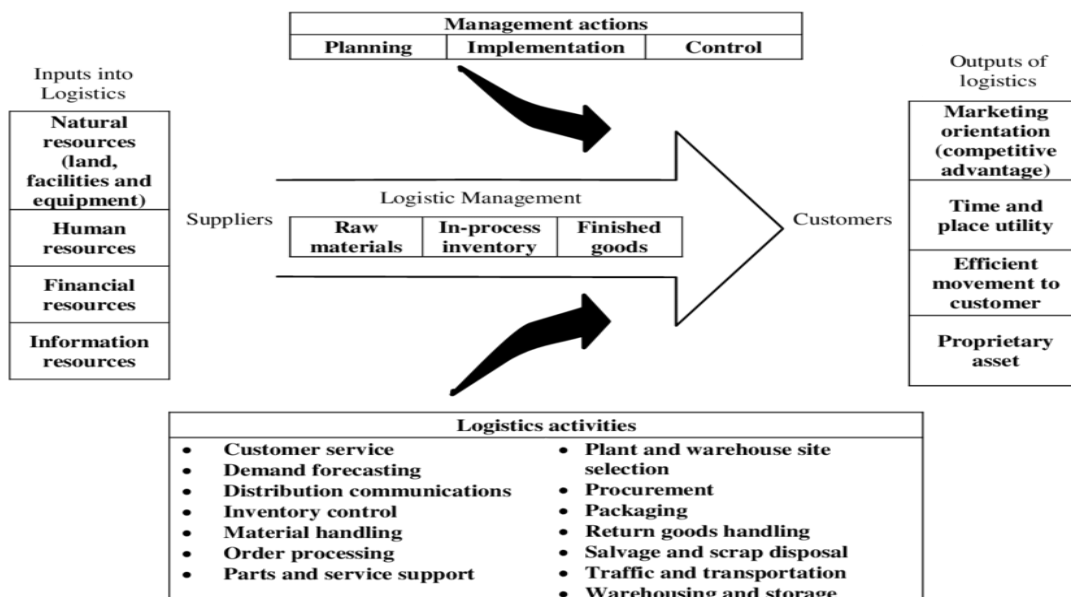 Management actions
Planning
Implementation
Control
Inputs into
Logistics
Natural
resources
(land,
facilities and
equipment)
Human
resources
Financial
resources
Information
resources
Suppliers
Logistic Management
Raw
materials
In-process
inventory
Finished
goods
Customers
Outputs of
logistics
Marketing
orientation
(competitive
advantage)
Time and
place utility
Efficient
movement to
customer
Proprietary
asset
Logistics activities
• Customer service
• Demand forecasting
• Distribution communications
• Inventory control
• Material handling
• Order processing
• Parts and service support
• Plant and warehouse site
selection
• Procurement
• Packaging
• Return goods handling
• Salvage and scrap disposal
• Traffic and transportation
• Warehousing and storage